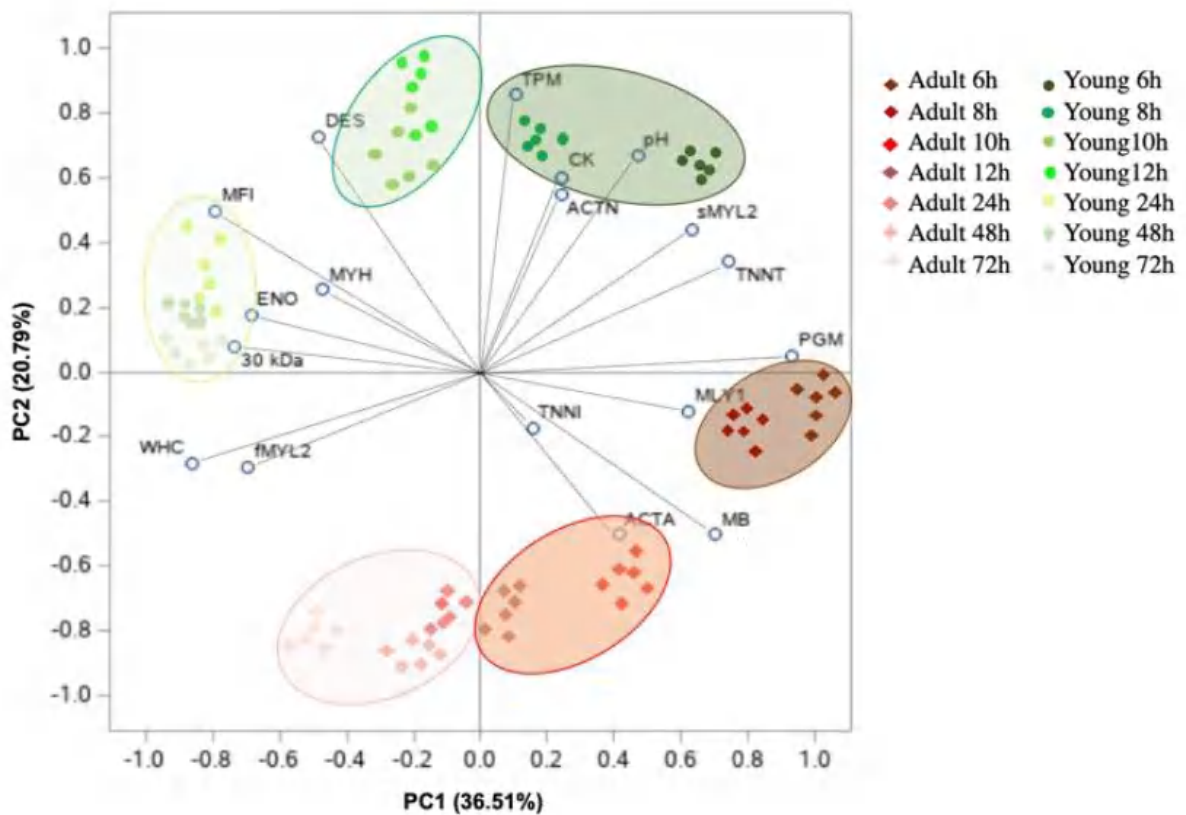 1.0
0.8
0.6
0.4
0.2
0.0
-0.2
-0.4
-0.6
-0.8
-1.0
PC2 (20.79%)
TPM
DES
pH
CK
ACTN
MFI
sMYL2
MYH
TNNT
ENO
30 kDa
PGM
MLY1
TNNI
WHC
fMYL2
ACTA
MB
-1.0 -0.8 -0.6 -0.4 -0.2 0.0 0.2 0.4 0.6 0.8 1.0
PC1 (36.51%)
Adult 6h Young 6h
Adult 8h Young 8h
Adult 10h Young10h
Adult 12h Young12h
Adult 24h Young 24h
Adult 48h Young 48h
Adult 72h Young 72h